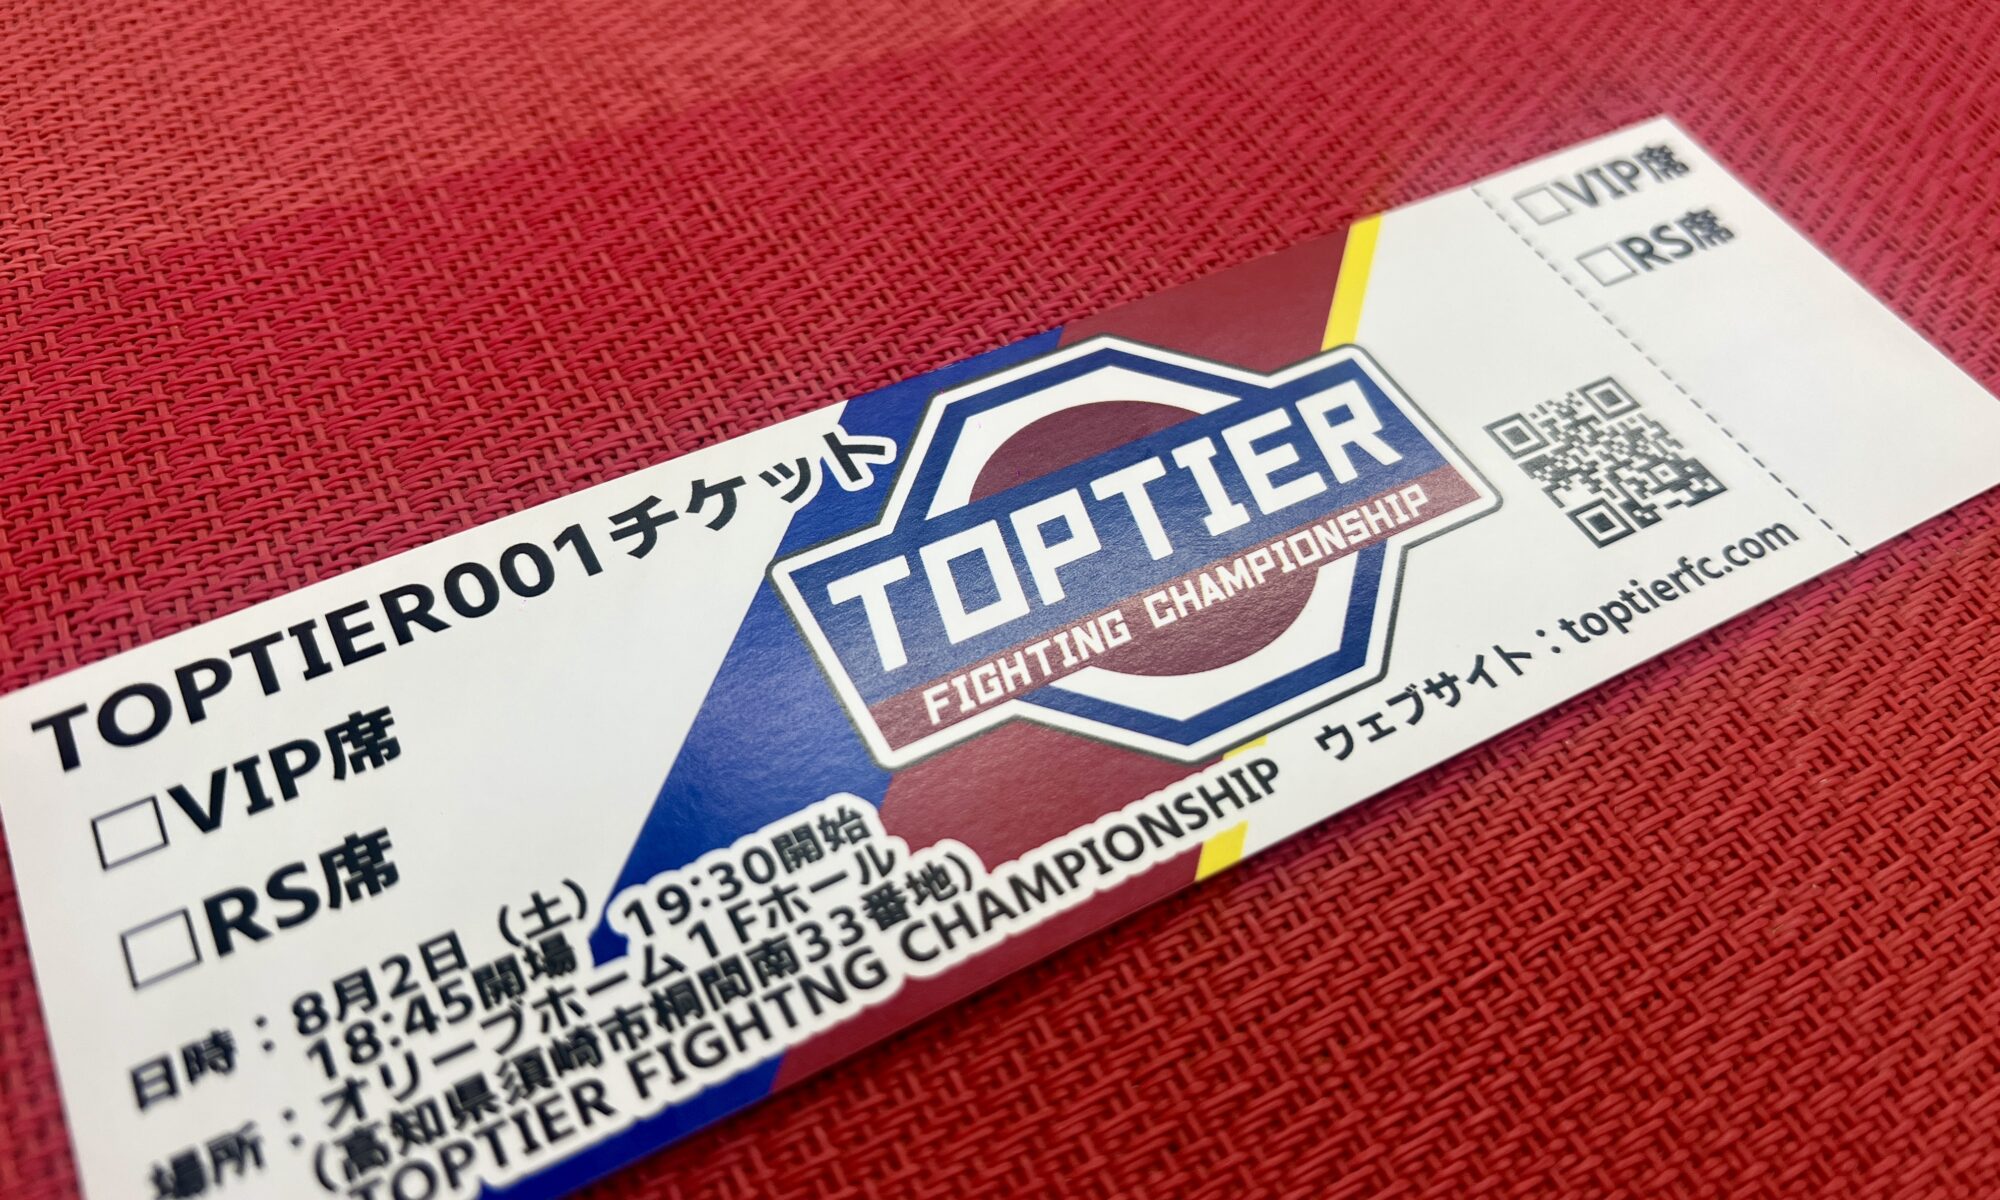 TOPTIER001チケット
□VIP席
□RS席
日時：8月2日（土）
18:45開場　19:30開始
場所：オリーブホーム1Fホール
（高知県須崎市桐間南33番地）
TOPTIER FIGHTNG CHAMPIONSHIP　ウェブサイト：toptierfc.com
TOPTIER
FIGHTING CHAMPIONSHIP
□VIP席
□RS席